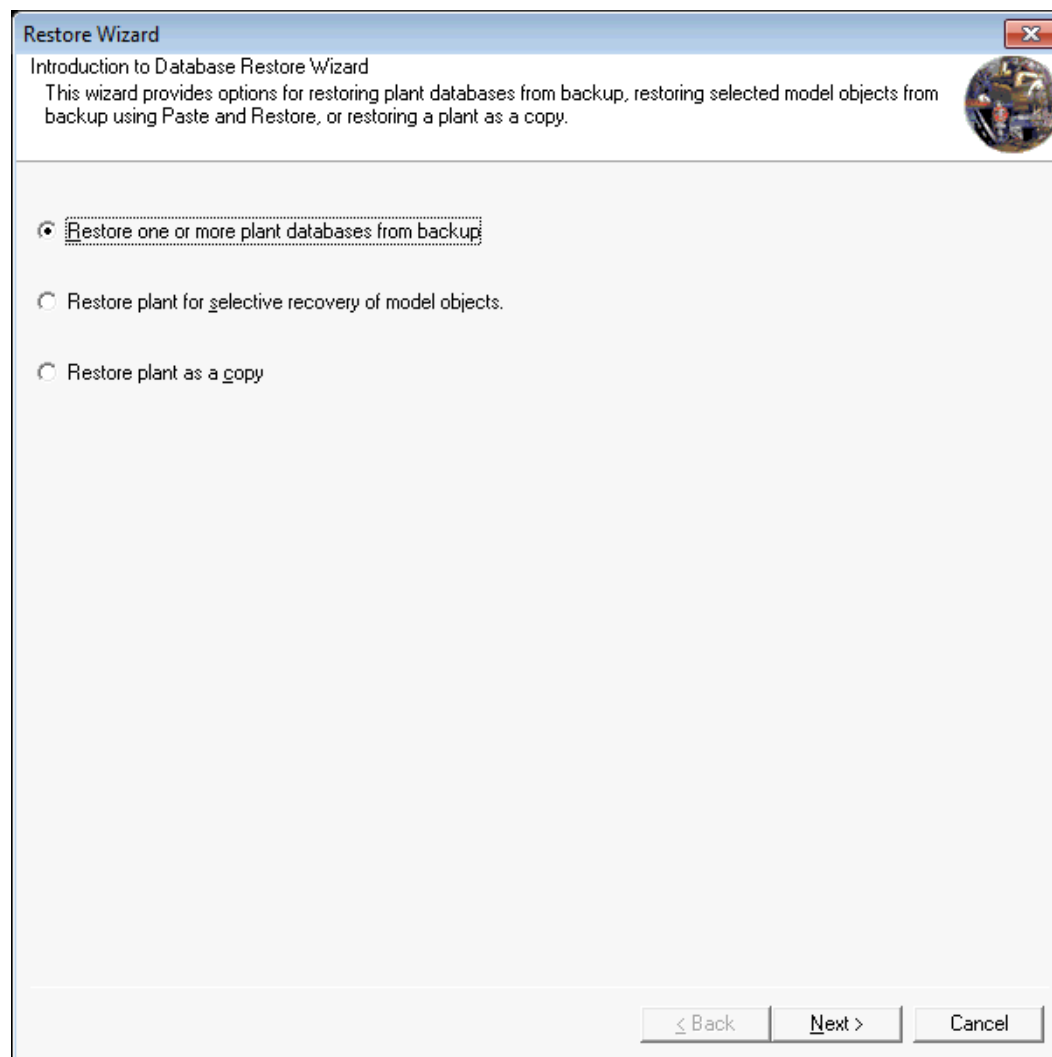 Restore Wizard
Introduction to Database Restore Wizard
This wizard provides options for restoring plant databases from backup, restoring selected model objects from
backup using Paste and Restore, or restoring a plant as a copy.
Restore one or more plant databases from backup
Restore plant for selective recovery of model objects.
Restore plant as a copy
< Back
Next >
Cancel